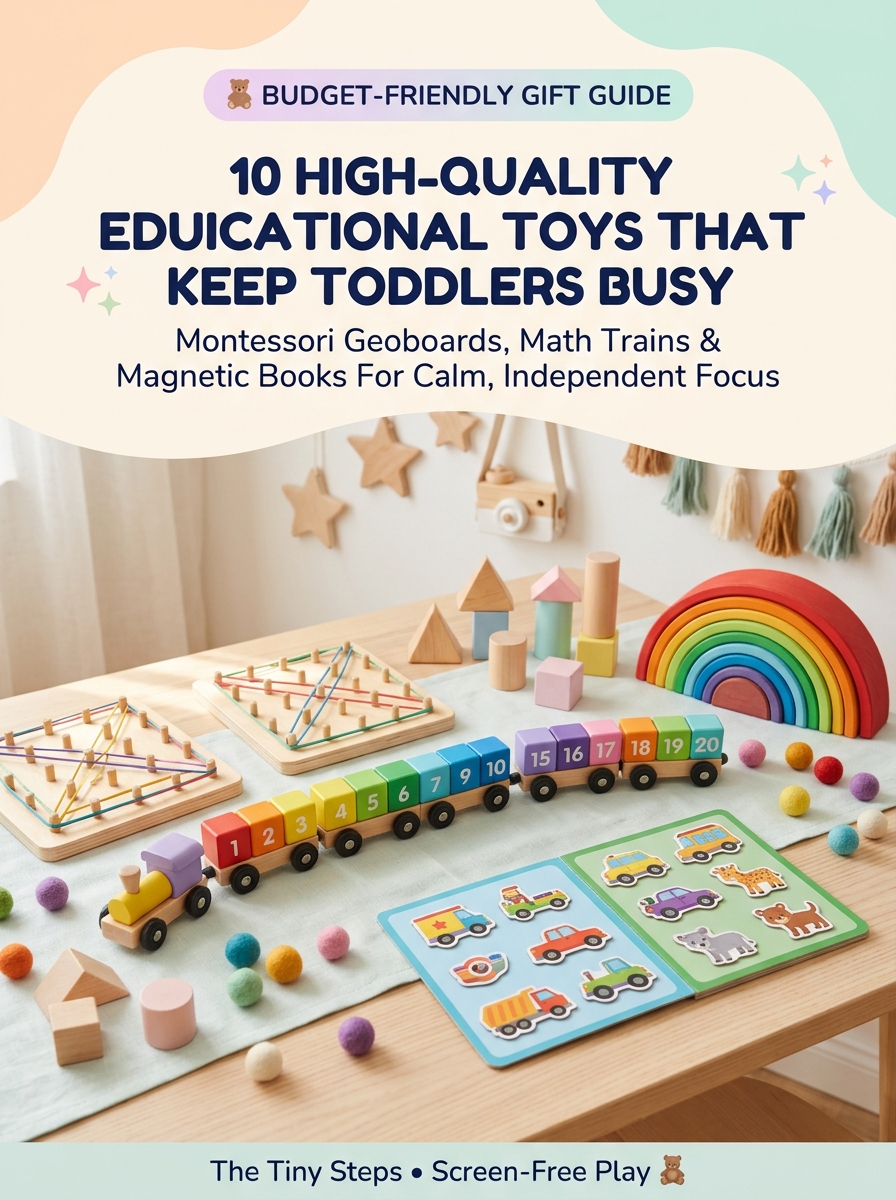 🧸 BUDGET-FRIENDLY GIFT GUIDE
10 HIGH-QUALITY
EDUICATIONAL TOYS THAT
KEEP TODDLERS BUSY
Montessori Geoboards, Math Trains &
Magnetic Books For Calm, Independent Focus
1 2 3 4 5 6 7 9 10 15 16 17 18 19 20
The Tiny Steps • Screen-Free Play 🧸